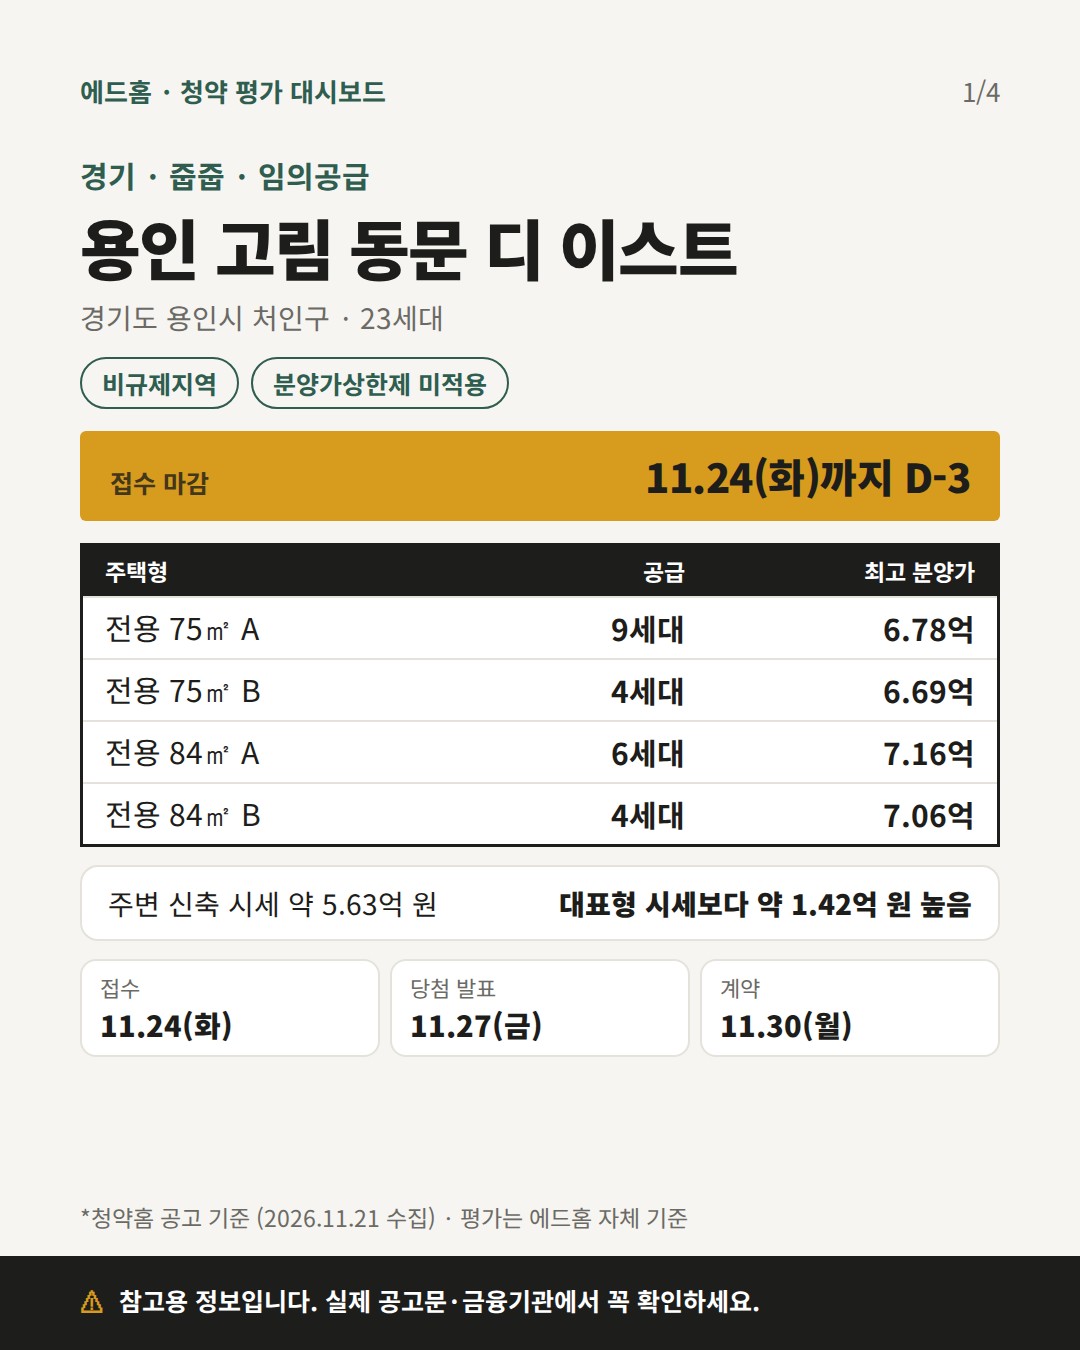 에드홈 · 청약 평가 대시보드 1/4
경기 · 줍줍 · 임의공급
용인 고림 동문 디 이스트
경기도 용인시 처인구 · 23세대
비규제지역 분양가상한제 미적용
접수 마감 11.24(화)까지 D-3
주택형 공급 최고 분양가
전용 75㎡ A 9세대 6.78억
전용 75㎡ B 4세대 6.69억
전용 84㎡ A 6세대 7.16억
전용 84㎡ B 4세대 7.06억
주변 신축 시세 약 5.63억 원 대표형 시세보다 약 1.42억 원 높음
접수 당첨 발표 계약
11.24(화) 11.27(금) 11.30(월)
*청약홈 공고 기준 (2026.11.21 수집) · 평가는 에드홈 자체 기준
⚠ 참고용 정보입니다. 실제 공고문·금융기관에서 꼭 확인하세요.